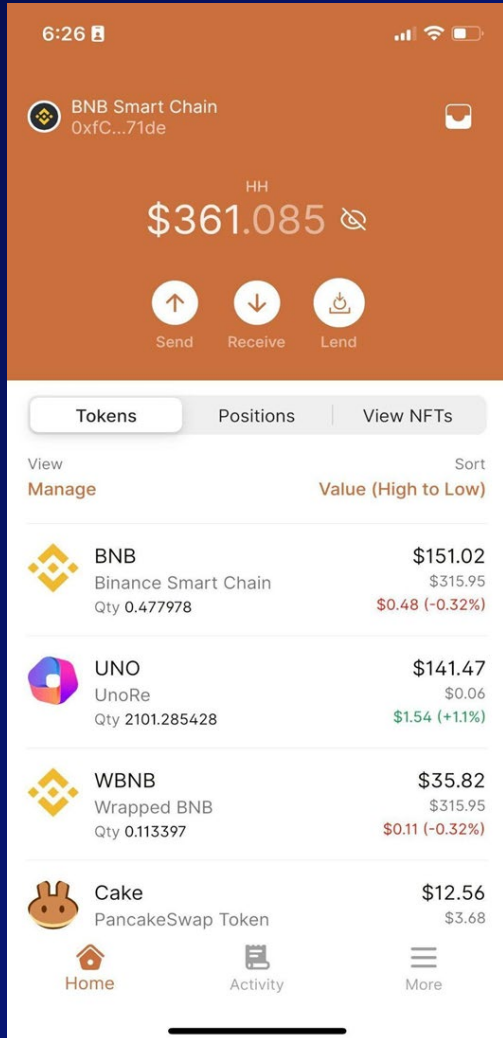 6:26
BNB Smart Chain
0xfC...71de
HH
$361.085
Send Receive Lend
Tokens Positions View NFTs
View Sort
Manage Value (High to Low)
BNB $151.02
Binance Smart Chain $315.95
Qty 0.477978 $0.48 (-0.32%)
UNO $141.47
UnoRe $0.06
Qty 2101.285428 $1.54 (+1.1%)
WBNB $35.82
Wrapped BNB $315.95
Qty 0.113397 $0.11 (-0.32%)
Cake $12.56
PancakeSwap Token $3.68
Home Activity More